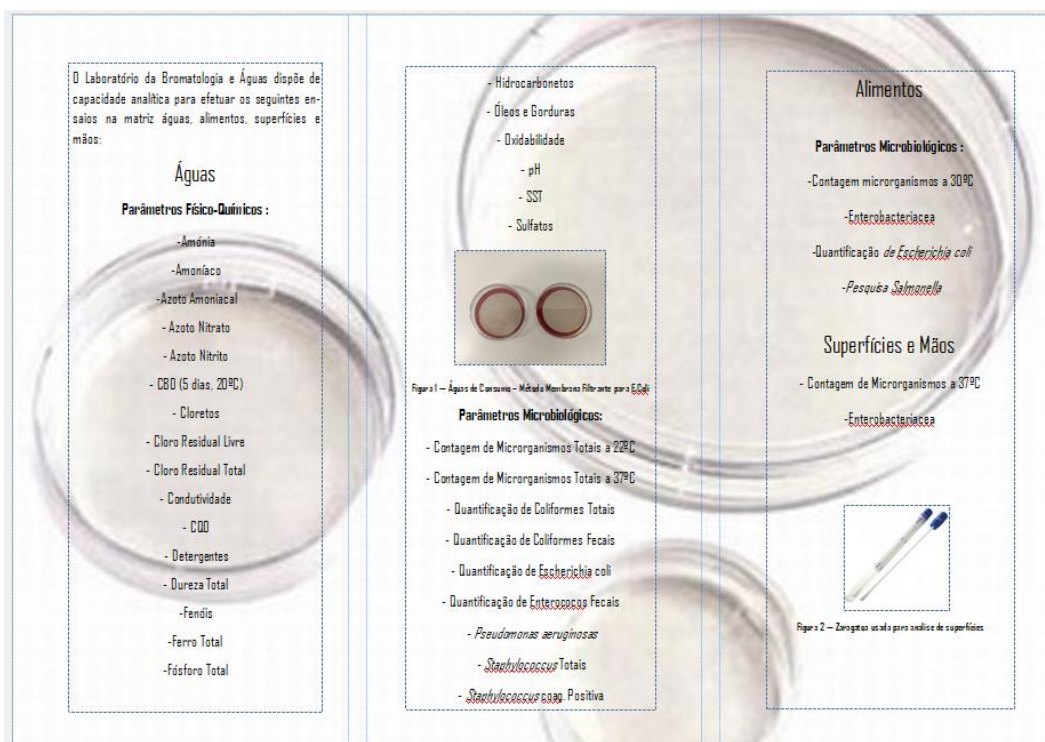 O Laboratório da Bromatologia e Águas dispõe de
capacidade analítica para efetuar os seguintes en-
saios na matriz águas, alimentos, superfícies e
mãos:
Águas
Parâmetros Físico-Químicos :
-Amónia
-Amoníaco
-Azoto Amoniacal
- Azoto Nitrato
- Azoto Nitrito
- CBO (5 dias, 20ºC)
- Cloretos
- Cloro Residual Livre
- Cloro Residual Total
- Condutividade
- CQO
- Detergentes
- Dureza Total
-Fenóis
-Ferro Total
-Fósforo Total
- Hidrocarbonetos
- Óleos e Gorduras
- Oxidabilidade
- pH
- SST
- Sulfatos
Figura 1 – Águas de Consumo - Método Membrana Filtrante para E.Coli
Parâmetros Microbiológicos:
- Contagem de Microrganismos Totais a 22ºC
- Contagem de Microrganismos Totais a 37ºC
- Quantificação de Coliformes Totais
- Quantificação de Coliformes Fecais
- Quantificação de Escherichia coli
- Quantificação de Enterococos Fecais
- Pseudomonas aeruginosas
- Staphylococcus Totais
- Staphylococcus coag. Positiva
Alimentos
Parâmetros Microbiológicos :
-Contagem microrganismos a 30ºC
-Enterobacteriacea
-Quantificação de Escherichia coli
-Pesquisa Salmonella
Superfícies e Mãos
- Contagem de Microrganismos a 37ºC
-Enterobacteriacea
Figura 2 – Zaragatoa usada para analise de superfícies